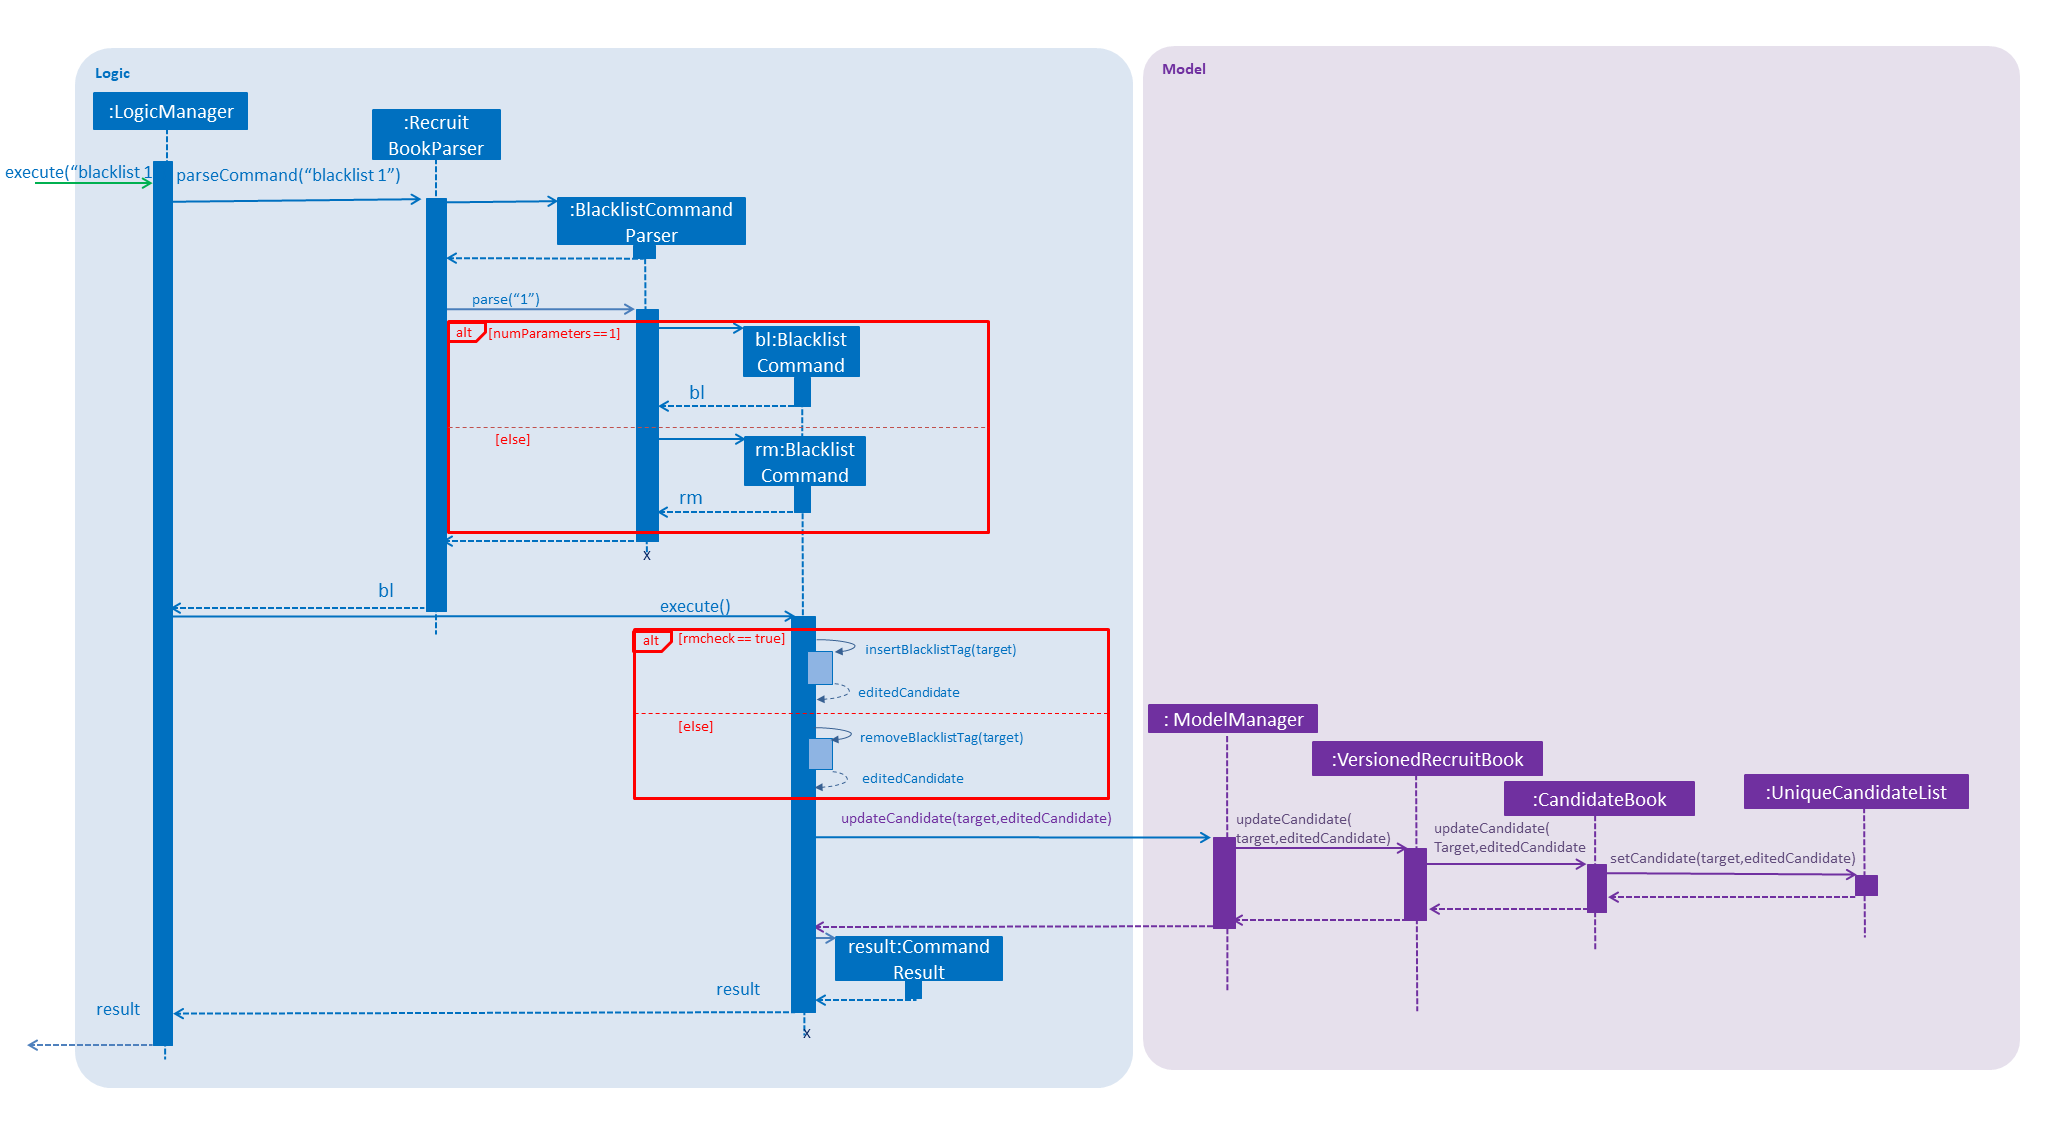 Logic
Model
:LogicManager
:Recruit
BookParser
execute(“blacklist 1
parseCommand(“blacklist 1”)
:BlacklistCommand
Parser
parse(“1”)
alt
[numParameters ==1]
bl:Blacklist
Command
bl
[else]
rm:Blacklist
Command
rm
x
bl
execute()
alt
[rmcheck == true]
insertBlacklistTag(target)
editedCandidate
[else]
removeBlacklistTag(target)
editedCandidate
: ModelManager
:VersionedRecruitBook
:CandidateBook
:UniqueCandidateList
updateCandidate(target,editedCandidate)
updateCandidate(
target,editedCandidate)
updateCandidate(
Target,editedCandidate
setCandidate(target,editedCandidate)
result:Command
Result
result
result
x